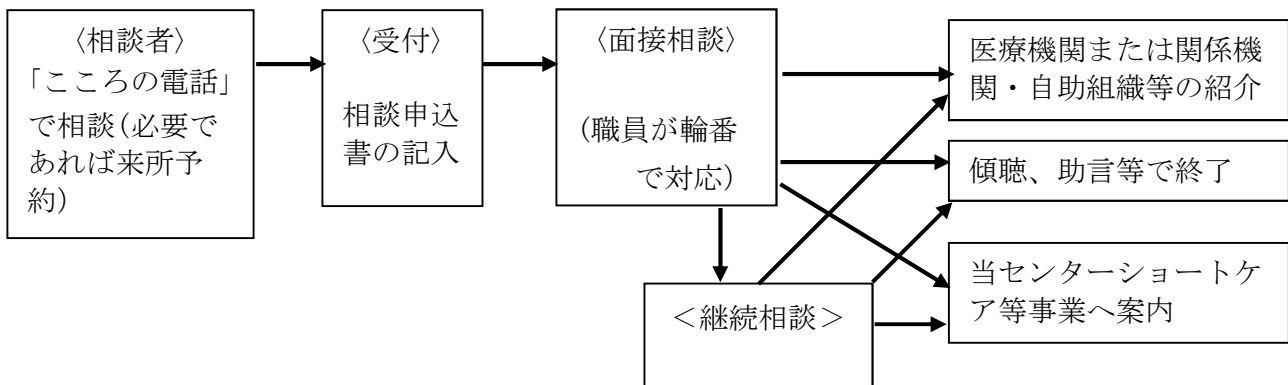 〈相談者〉
「こころの電話」
で相談(必要で
あれば来所予
約)
〈受付〉
相談申込
書の記入
〈面接相談〉
(職員が輪番
で対応)
医療機関または関係機
関・自助組織等の紹介
傾聴、助言等で終了
当センターショートケ
ア等事業へ案内
＜継続相談＞